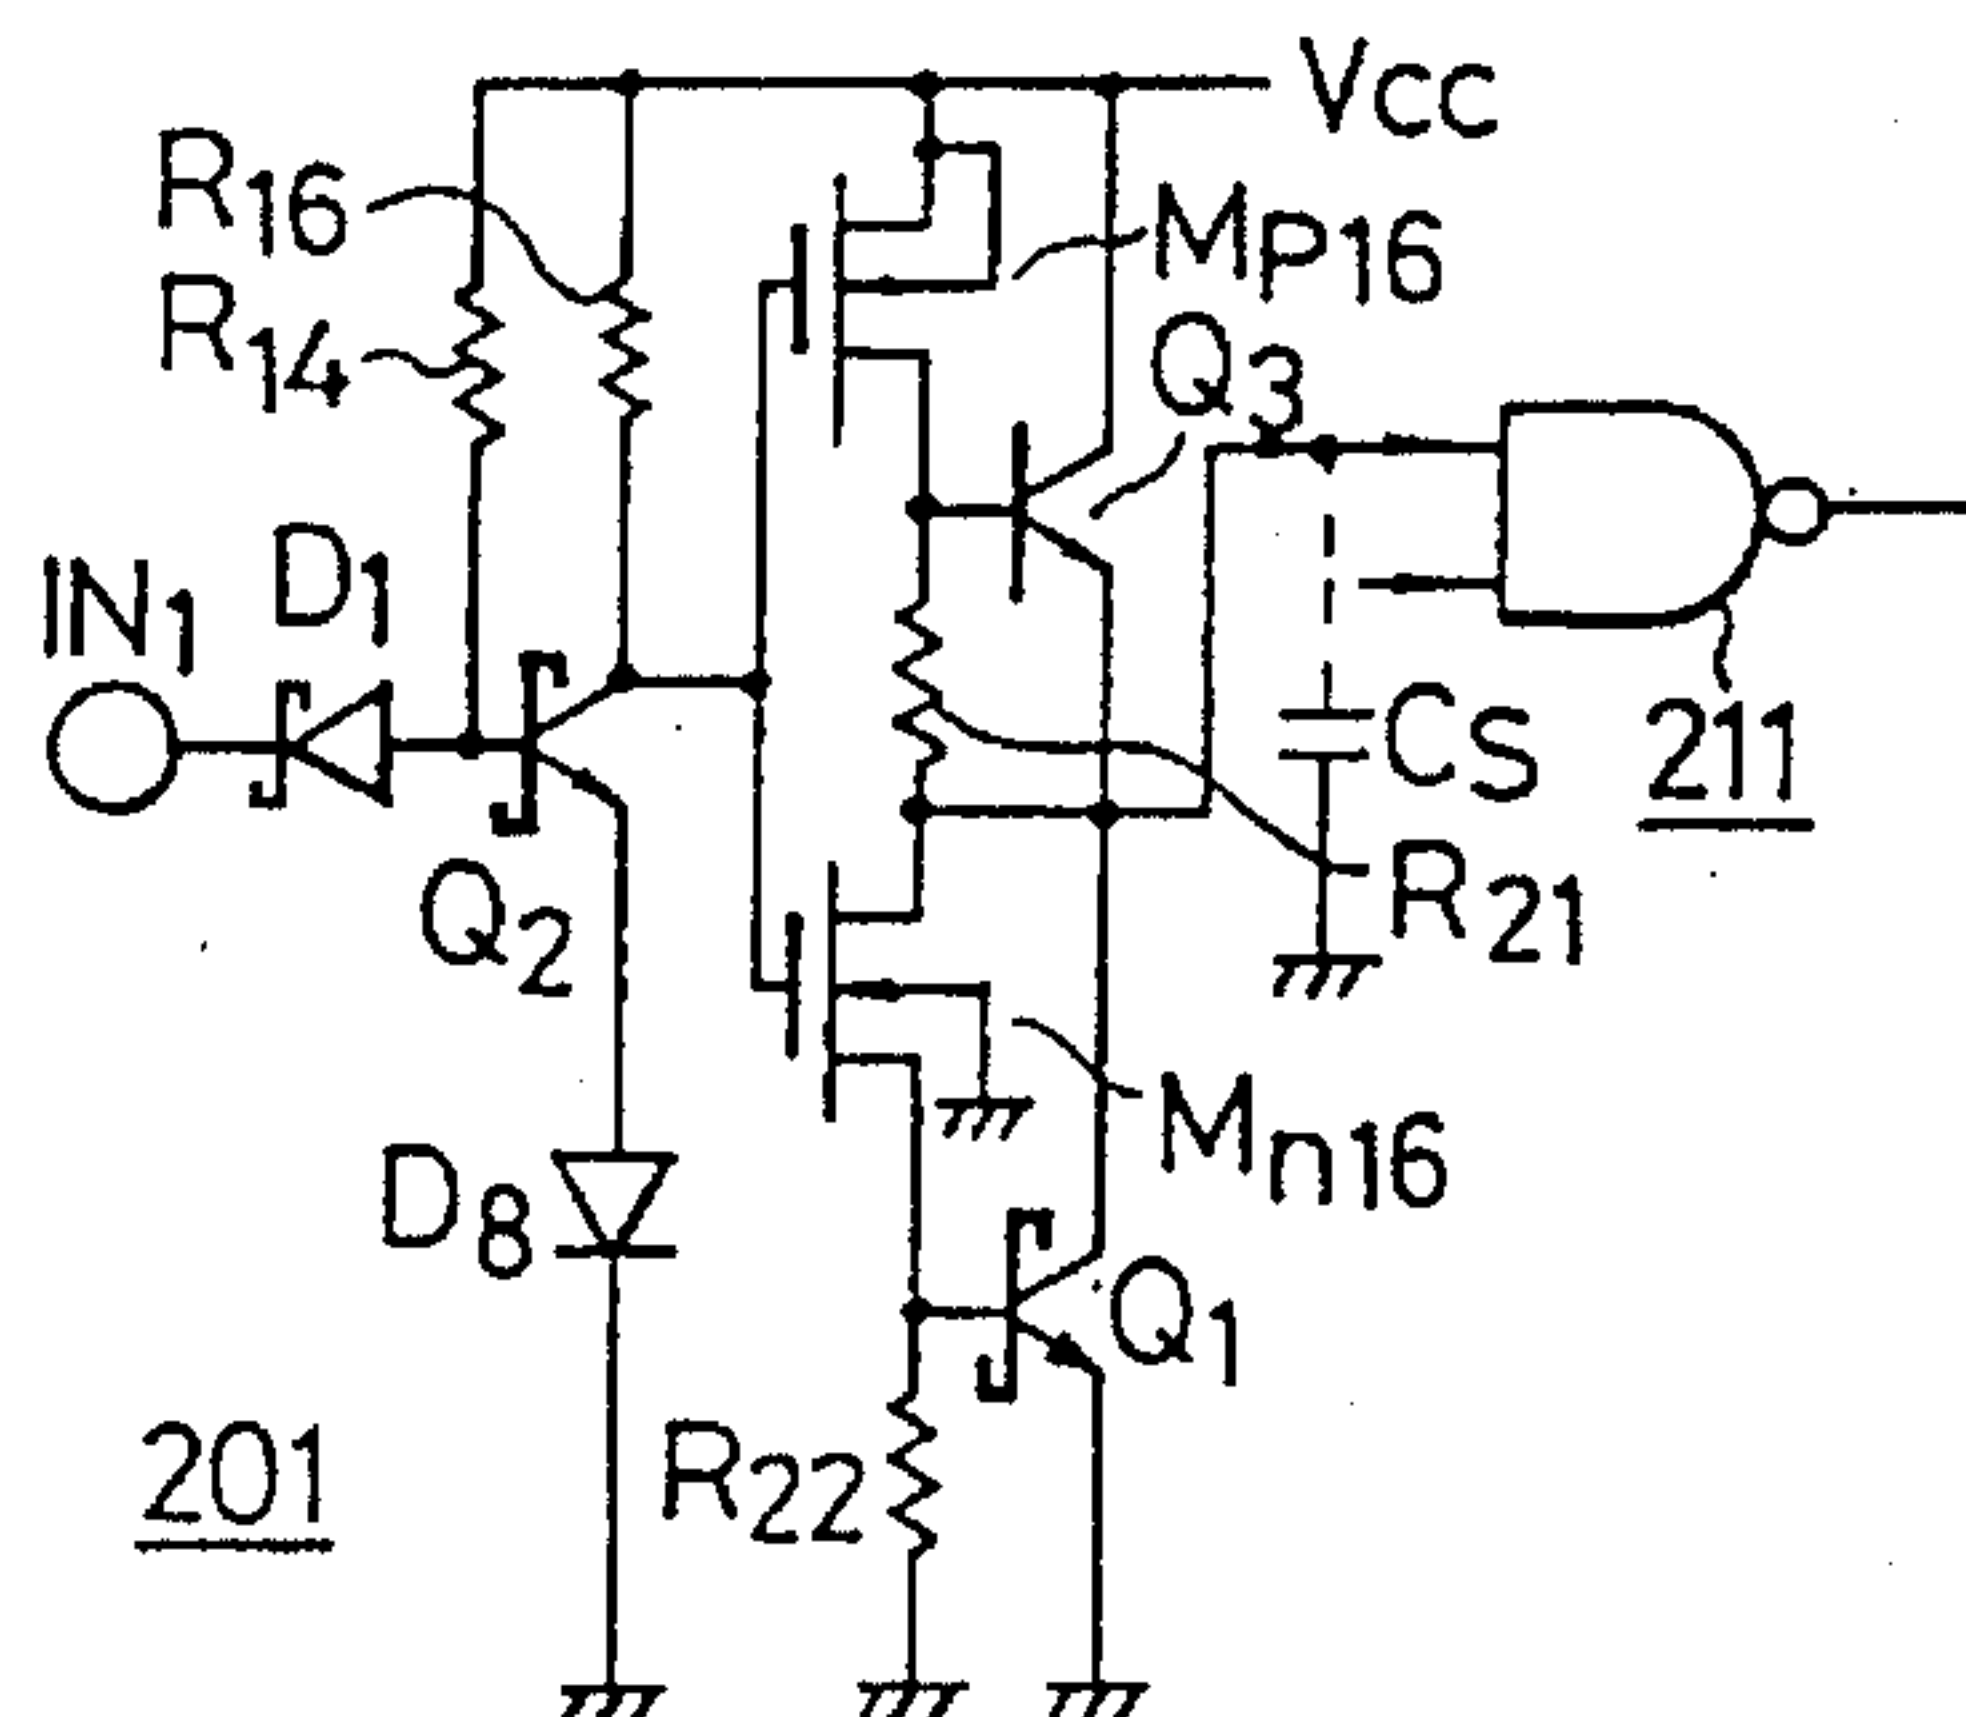 Vcc
R16
MP16
R14
Q3
D1
IN1
CS
211
Q2
R21
Mn16
D8
Q1
201
R22